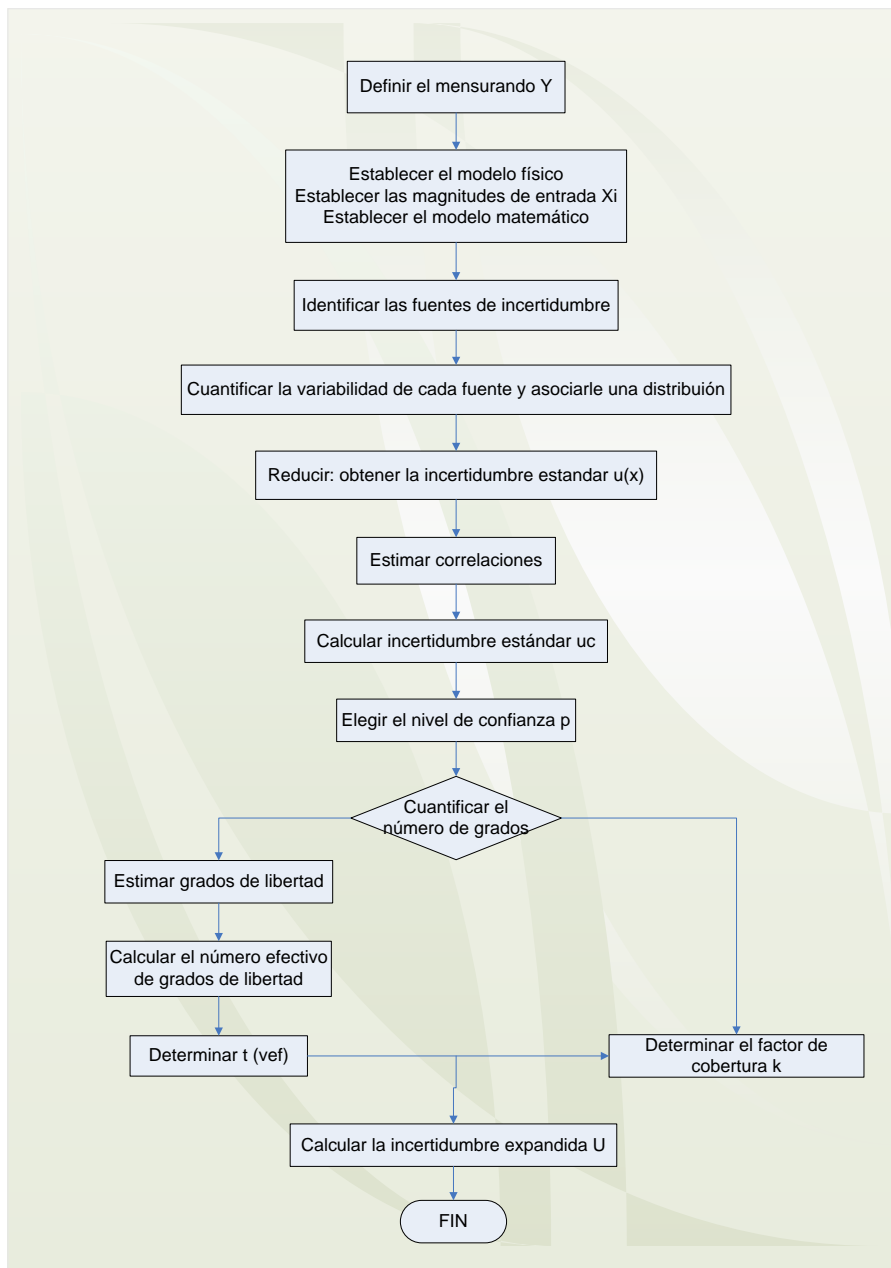 Definir el mensurando Y
Establecer el modelo físico
Establecer las magnitudes de entrada Xi
Establecer el modelo matemático
Identificar las fuentes de incertidumbre
Cuantificar la variabilidad de cada fuente y asociarle una distribuión
Reducir: obtener la incertidumbre estandar u(x)
Estimar correlaciones
Calcular incertidumbre estándar uc
Elegir el nivel de confianza p
Cuantificar el
número de grados
Estimar grados de libertad
Calcular el número efectivo
de grados de libertad
Determinar t (vef)
Determinar el factor de
cobertura k
Calcular la incertidumbre expandida U
FIN